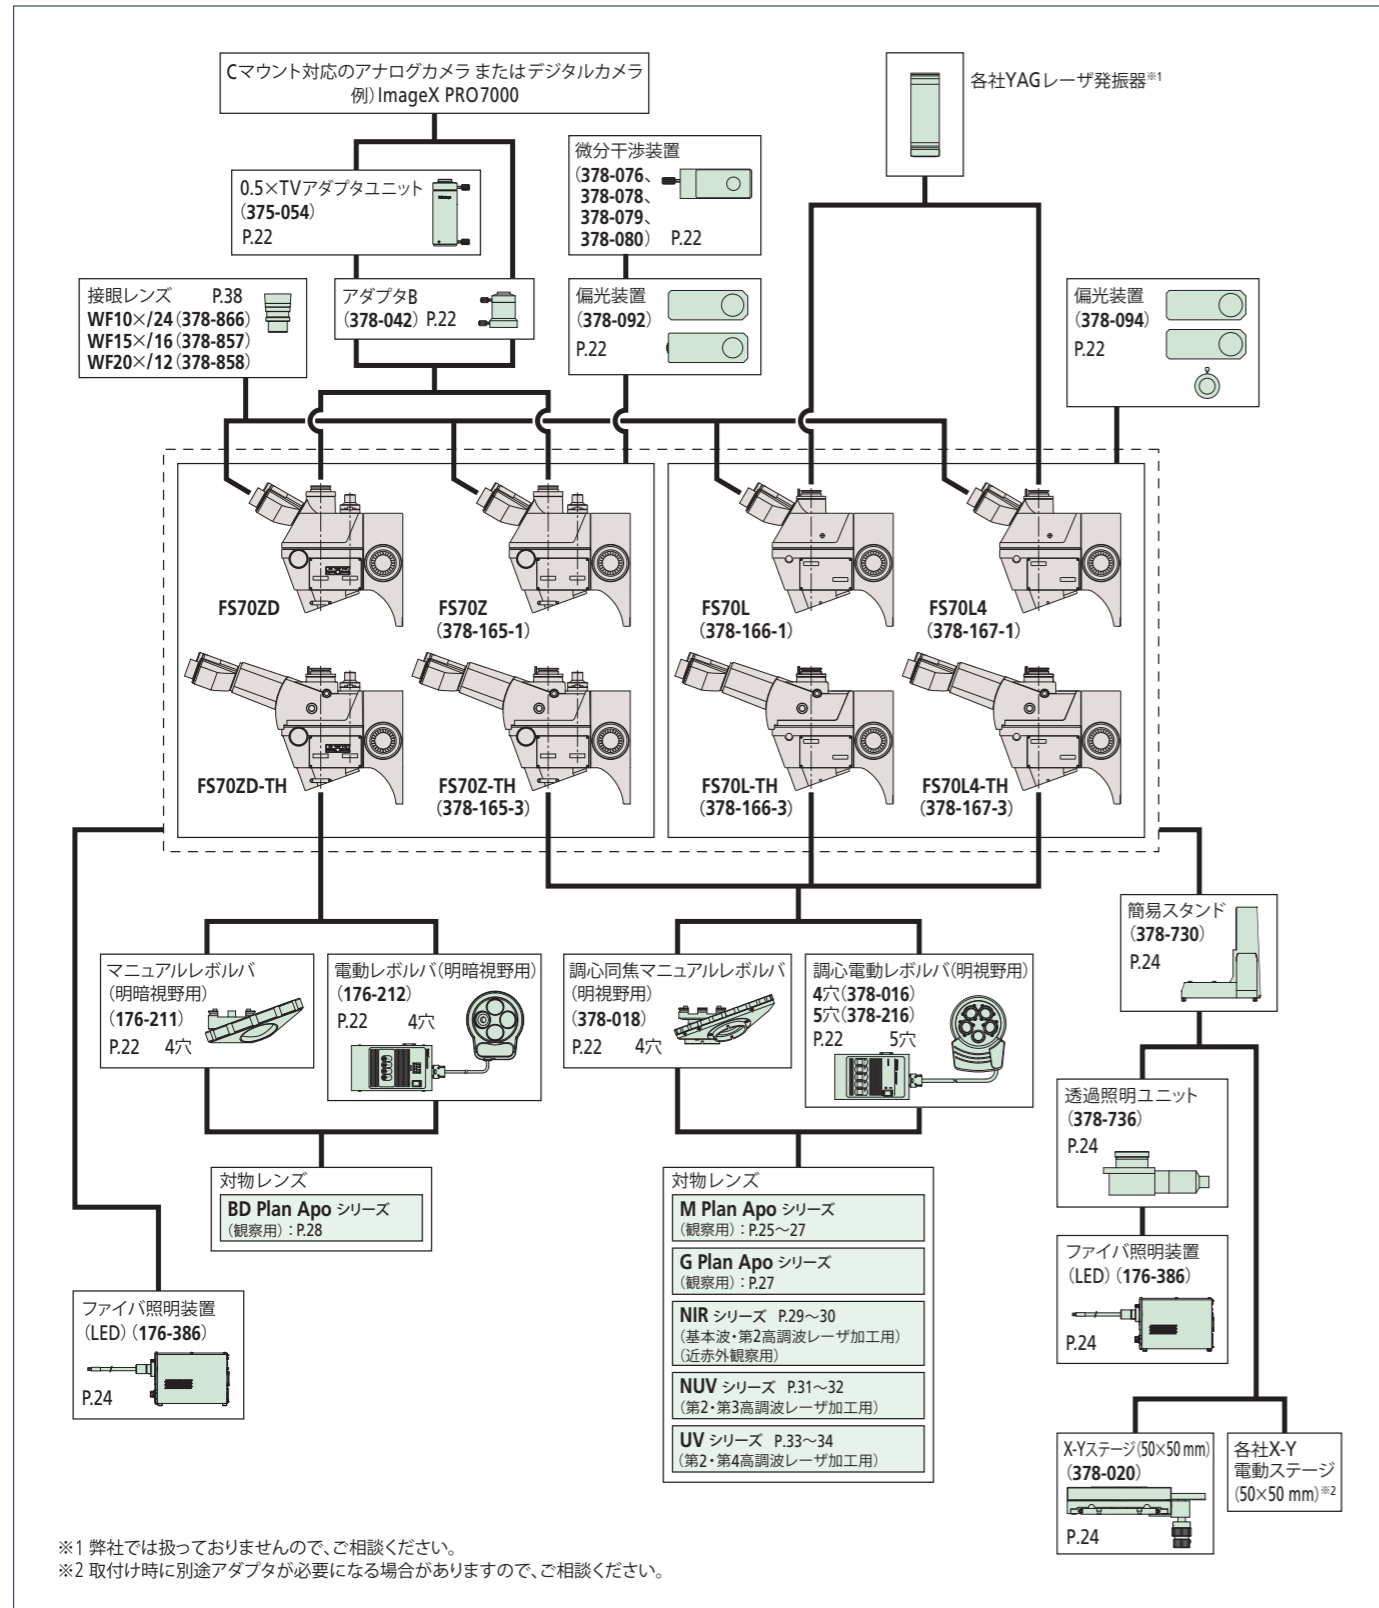 Cマウント対応のアナログカメラ またはデジタルカメラ
例）ImageX PRO7000
各社YAGレーザ発振器※1
0.5×TVアダプタユニット
（375-054）
P.22
微分干渉装置
（378-076、
378-078、
378-079、
378-080） P.22
接眼レンズ P.38
WF10×/24（378-866）
WF15×/16（378-857）
WF20×/12（378-858）
アダプタB
（378-042） P.22
偏光装置
（378-092）
P.22
偏光装置
（378-094）
P.22
FS70ZD
FS70Z
（378-165-1）
FS70L
（378-166-1）
FS70L4
（378-167-1）
FS70ZD-TH
FS70Z-TH
（378-165-3）
FS70L-TH
（378-166-3）
FS70L4-TH
（378-167-3）
マニュアルレボルバ
（明暗視野用）
（176-211）
P.22 4穴
電動レボルバ（明暗視野用）
（176-212）
P.22 4穴
調心同焦マニュアルレボルバ
（明視野用）
（378-018）
P.22 4穴
調心電動レボルバ（明視野用）
4穴（378-016）
5穴（378-216）
P.22 5穴
簡易スタンド
（378-730）
P.24
透過照明ユニット
（378-736）
P.24
対物レンズ
BD Plan Apo シリーズ
（観察用）：P.28
対物レンズ
M Plan Apo シリーズ
（観察用）：P.25～27
G Plan Apo シリーズ
（観察用）：P.27
NIR シリーズ P.29～30
（基本波・第2高調波レーザ加工用）
（近赤外観察用）
NUV シリーズ P.31～32
（第2・第3高調波レーザ加工用）
UV シリーズ P.33～34
（第2・第4高調波レーザ加工用）
ファイバ照明装置
（LED）（176-386）
P.24
ファイバ照明装置
（LED）（176-386）
P.24
X-Yステージ（50×50 mm）
（378-020）
P.24
各社X-Y
電動ステージ
（50×50 mm）※2
※1 弊社では扱っておりませんので、ご相談ください。
※2 取付け時に別途アダプタが必要になる場合がありますので、ご相談ください。